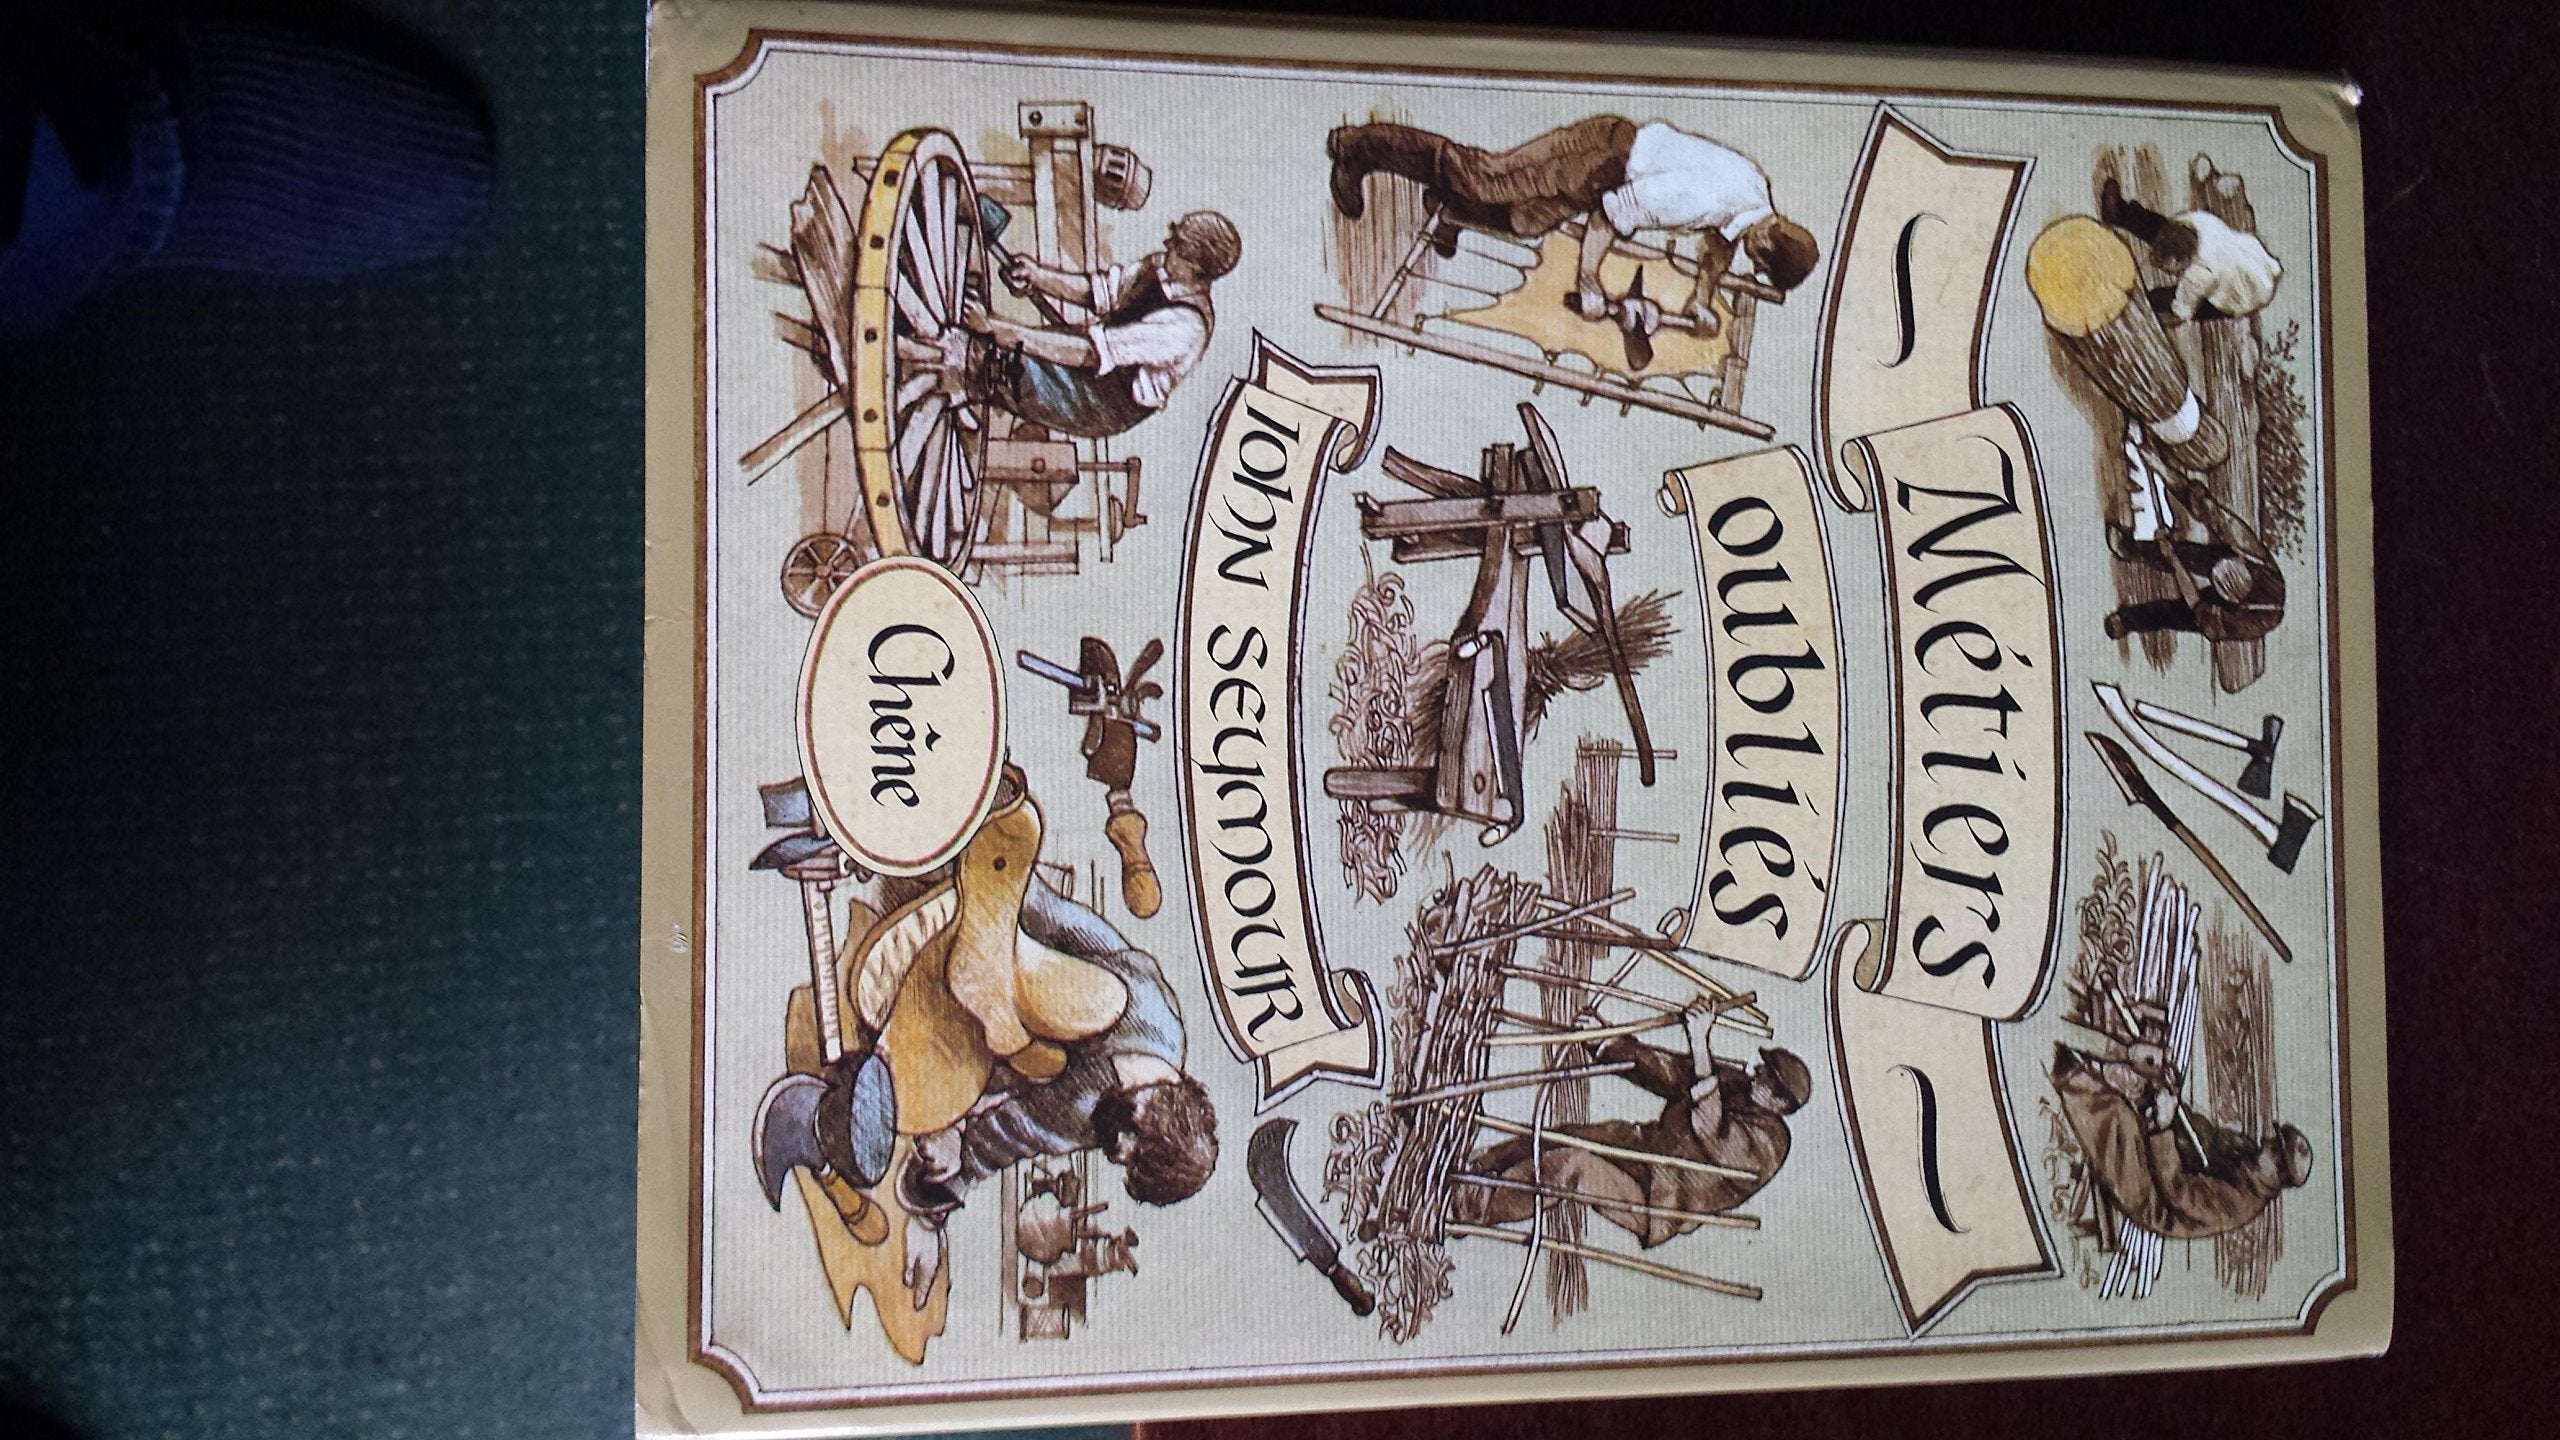 Métiers
oubliés
John Seymour
Chêne